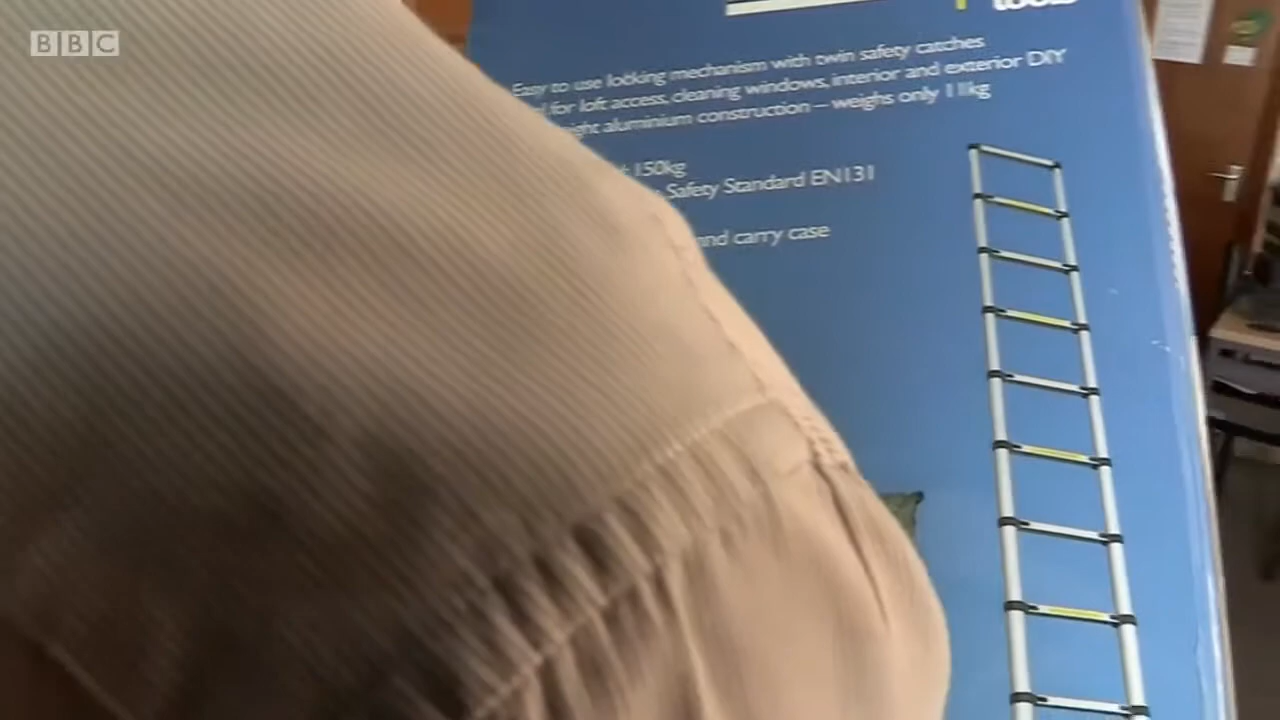 BBC
tools
Easy to use locking mechanism with twin safety catches
for loft access, cleaning windows, interior and exterior DIY
aluminium construction – weighs only 11kg
150kg
Safety Standard EN131
and carry case